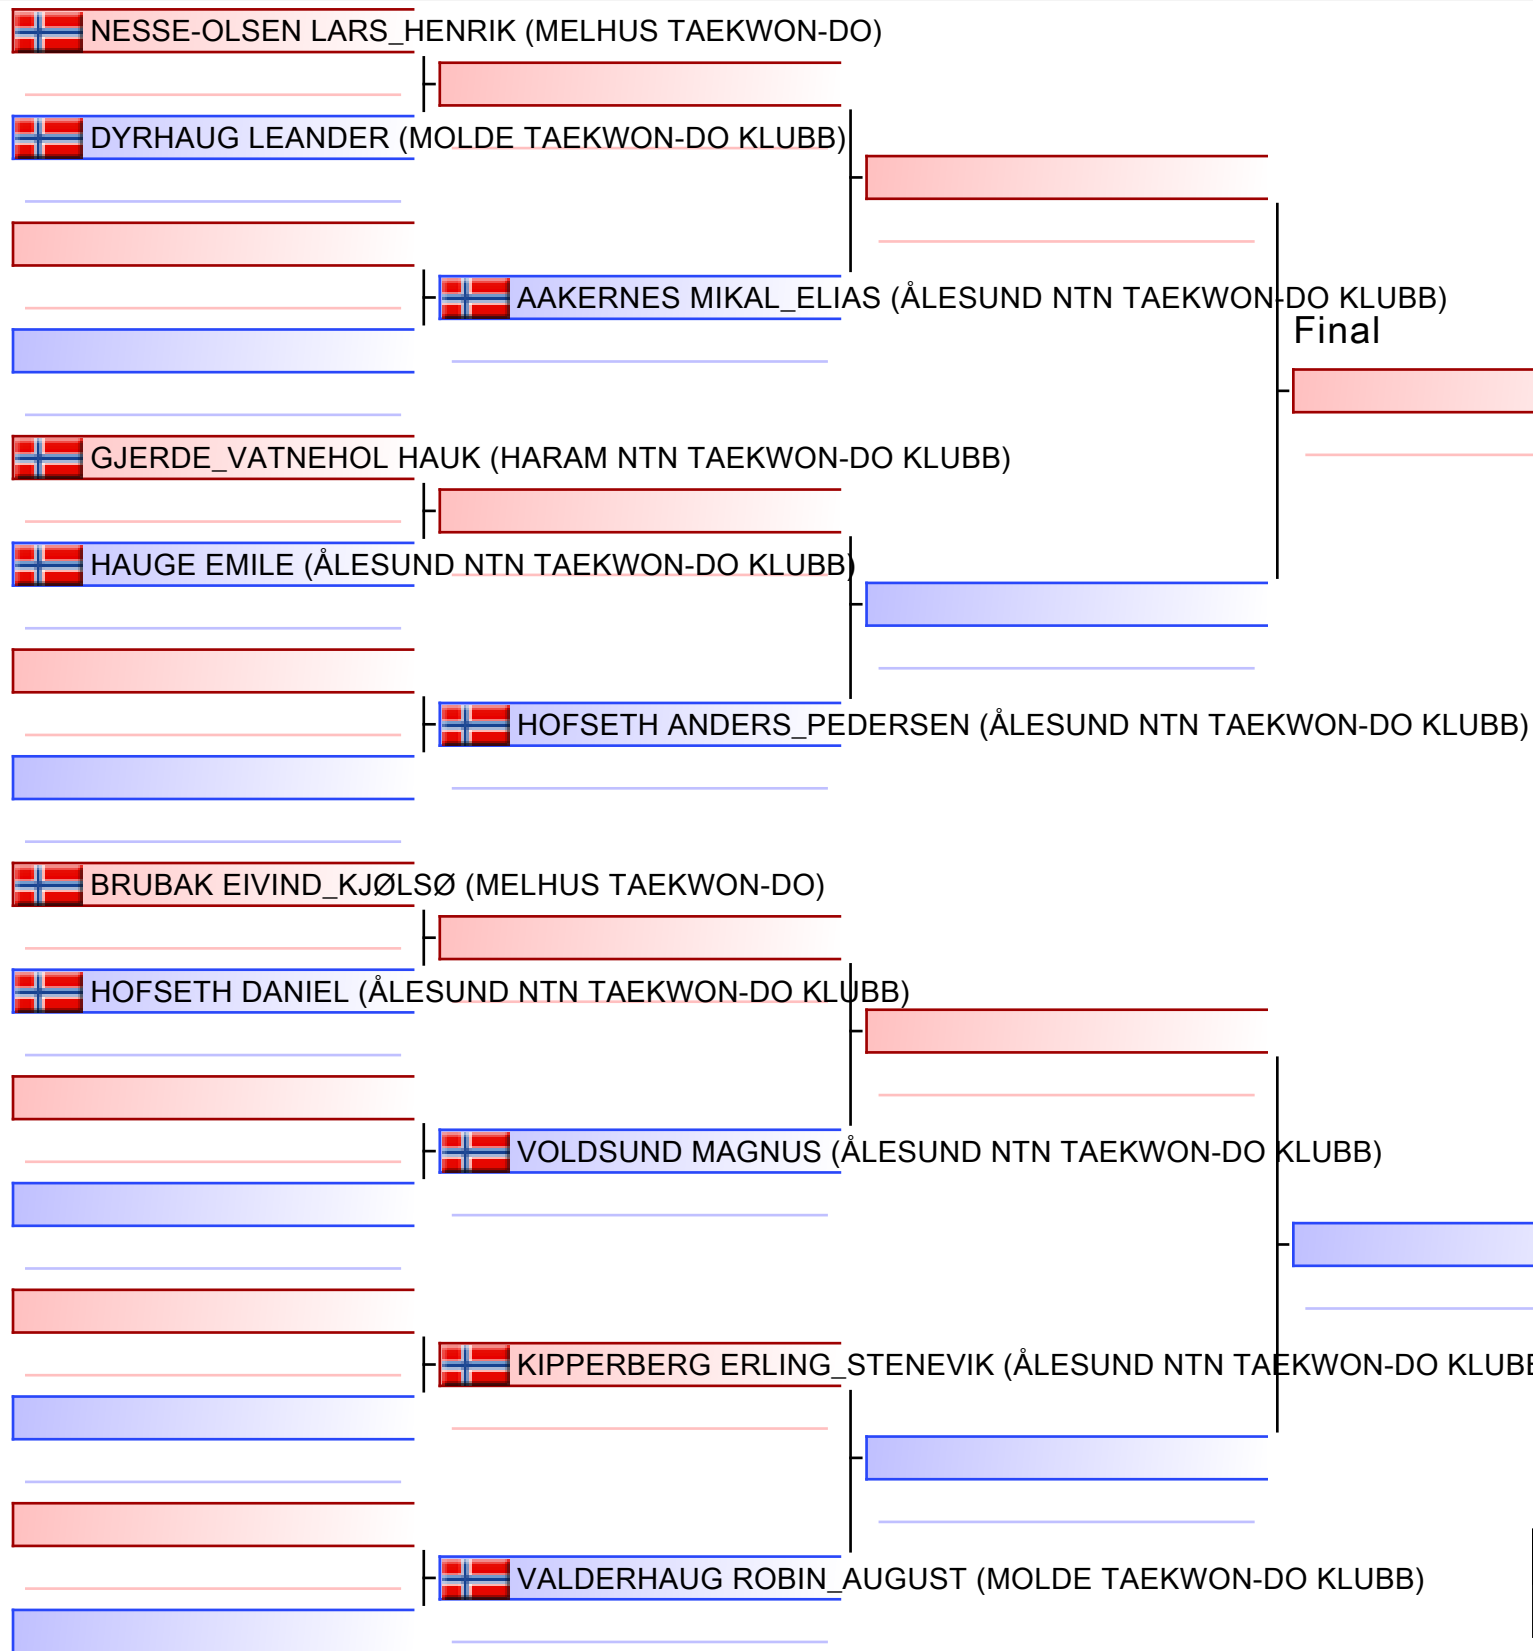 NESSE-OLSEN LARS_HENRIK (MELHUS TAEKWON-DO)
DYRHAUG LEANDER (MOLDE TAEKWON-DO KLUBB)
AAKERNES MIKAL_ELIAS (ÅLESUND NTN TAEKWON-DO KLUBB)
Final
GJERDE_VATNEHOL HAUK (HARAM NTN TAEKWON-DO KLUBB)
HAUGE EMILE (ÅLESUND NTN TAEKWON-DO KLUBB)
HOFSETH ANDERS_PEDERSEN (ÅLESUND NTN TAEKWON-DO KLUBB)
BRUBAK EIVIND_KJØLSØ (MELHUS TAEKWON-DO)
HOFSETH DANIEL (ÅLESUND NTN TAEKWON-DO KLUBB)
VOLDSUND MAGNUS (ÅLESUND NTN TAEKWON-DO KLUBB)
KIPPERBERG ERLING_STENEVIK (ÅLESUND NTN TAEKWON-DO KLUBB
VALDERHAUG ROBIN_AUGUST (MOLDE TAEKWON-DO KLUBB)